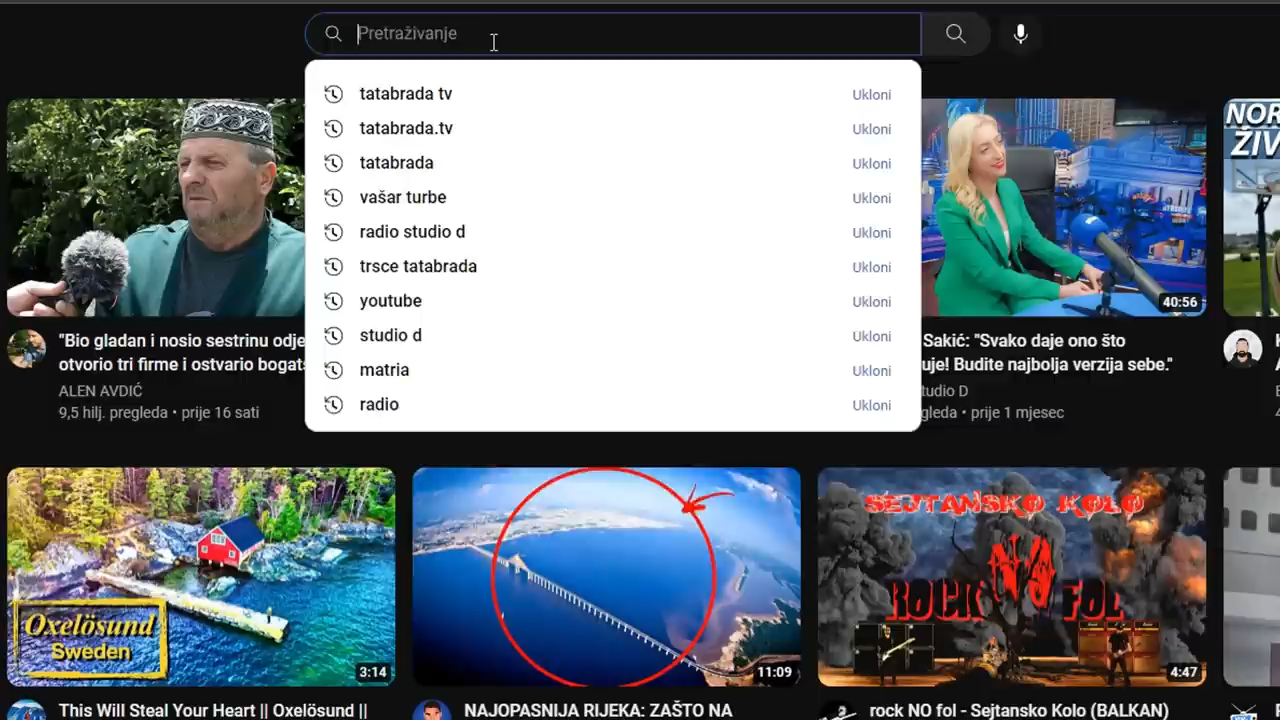 Pretraživanje
tatabrada tv Ukloni
tatabrada.tv Ukloni
tatabrada Ukloni
vašar turbe Ukloni
radio studio d Ukloni
trsce tatabrada Ukloni
youtube Ukloni
studio d Ukloni
matria Ukloni
radio Ukloni
NOR
ŽIV
40:56
"Bio gladan i nosio sestrinu odje
otvorio tri firme i ostvario bogat
ALEN AVDIĆ
9,5 hilj. pregleda • prije 16 sati
Sakić: "Svako daje ono što
uje! Budite najbolja verzija sebe."
tudio D
gleda • prije 1 mjesec
Oxelösund
Sweden
3:14
11:09
SEJTANSKO KOLO
ROCK NO FOL
4:47
This Will Steal Your Heart || Oxelösund ||
NAJOPASNIJA RIJEKA: ZAŠTO NA
rock NO fol - Sejtansko Kolo (BALKAN)